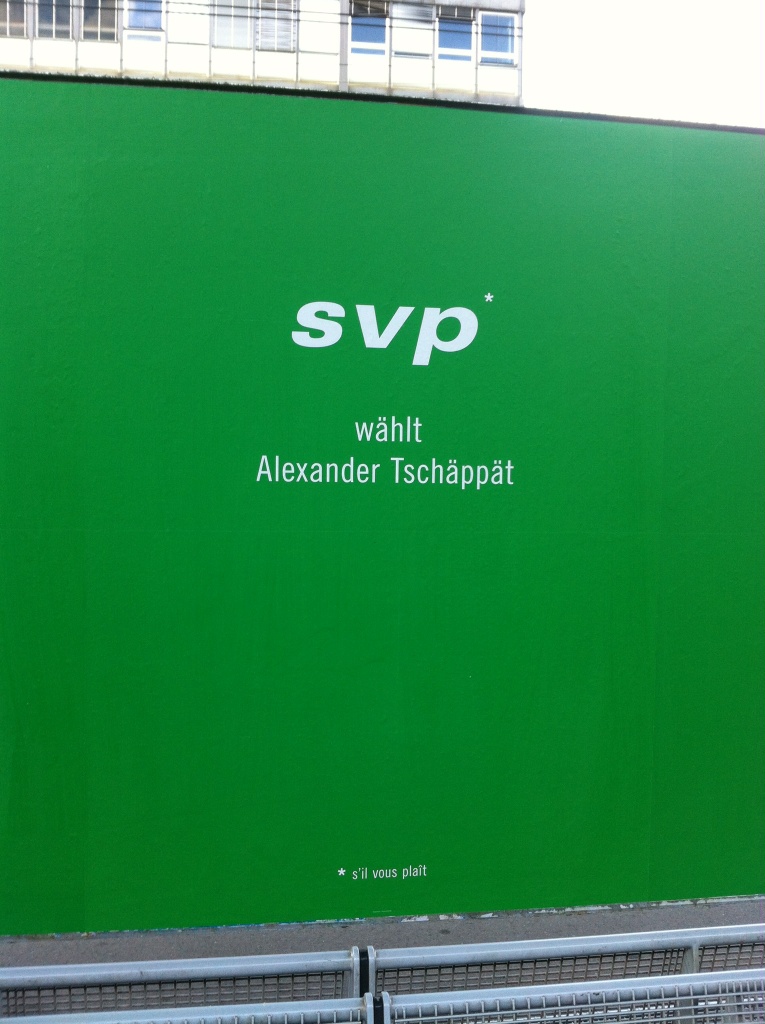 svp*
wählt
Alexander Tschäppät
* s'il vous plaît